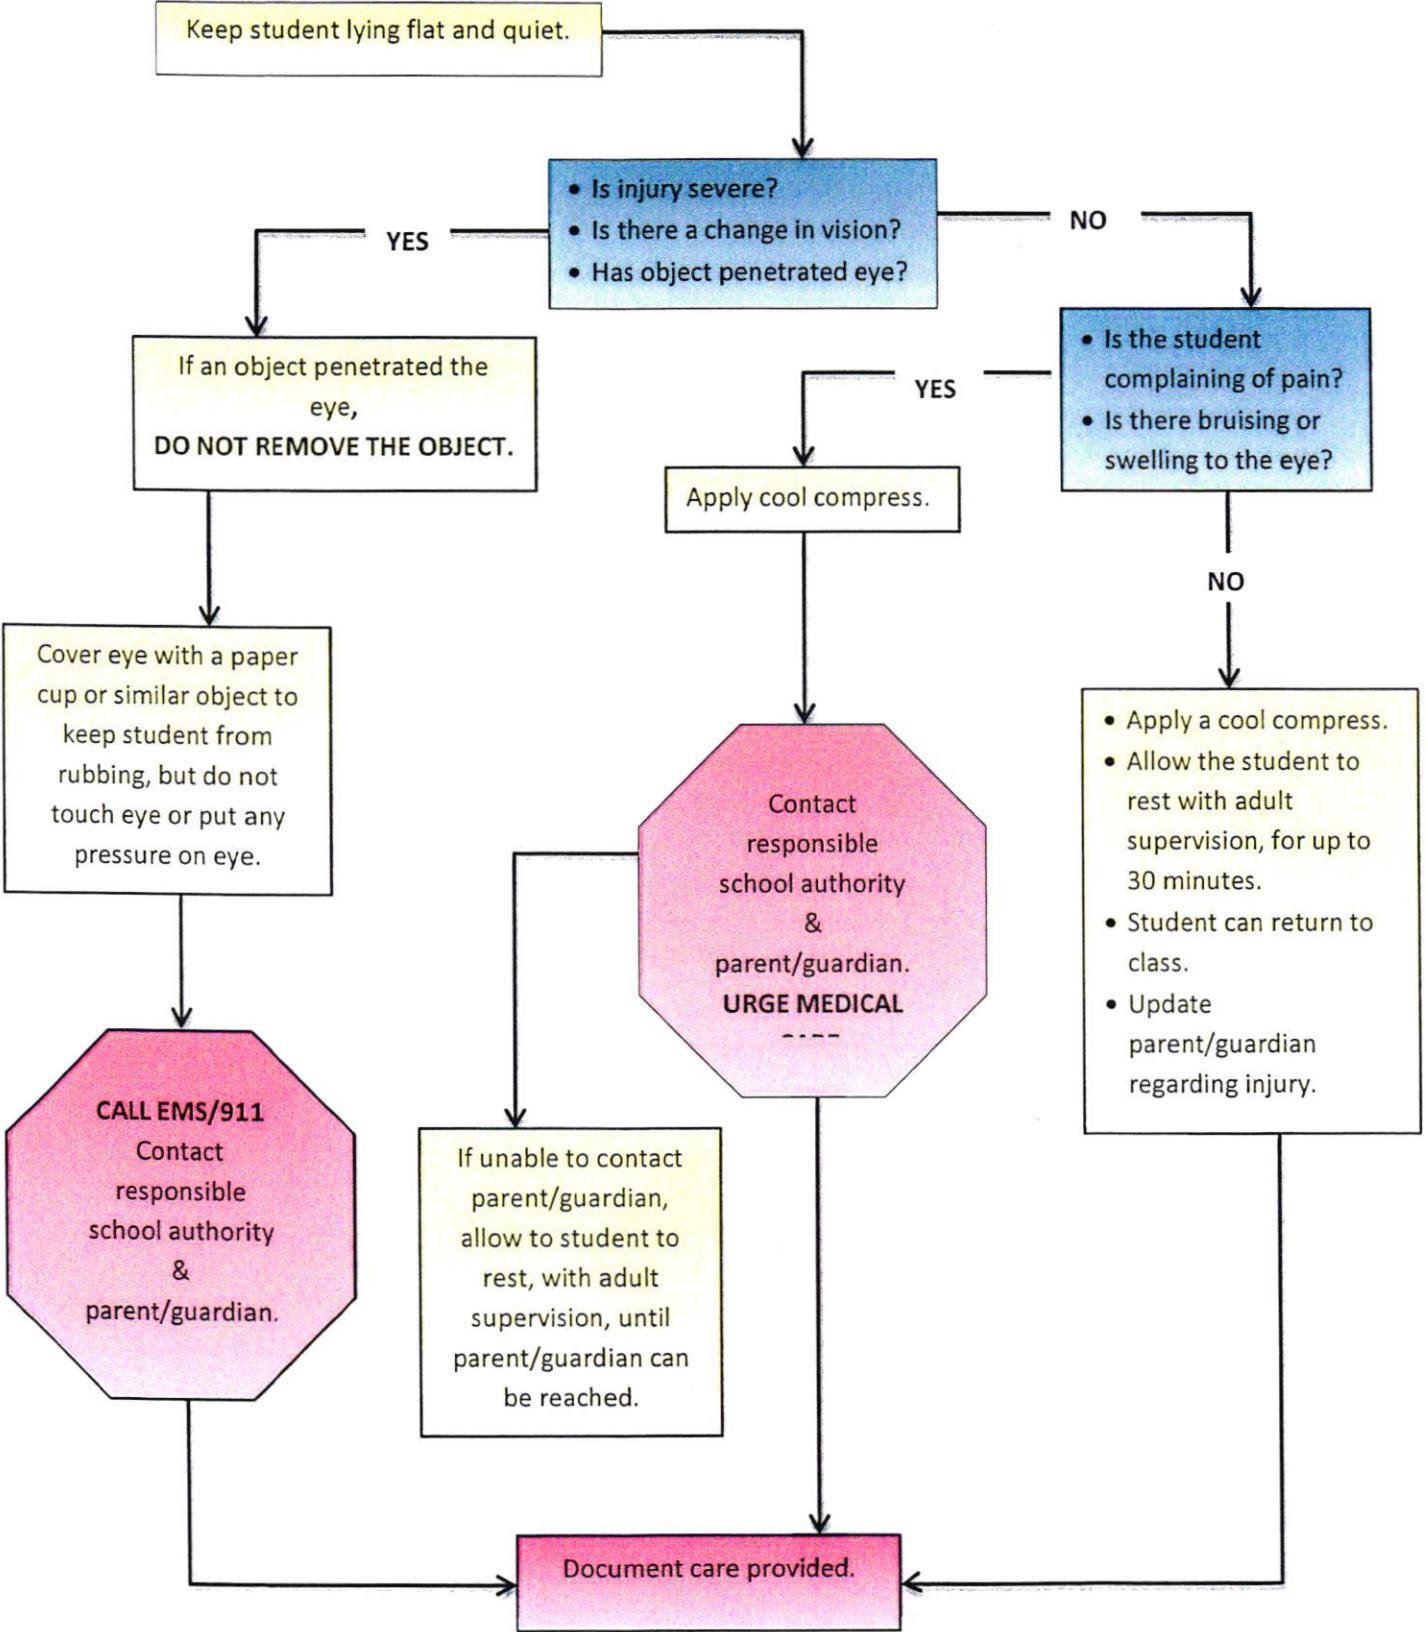 Keep student lying flat and quiet.
• Is injury severe?
• Is there a change in vision?
• Has object penetrated eye?
YES
NO
If an object penetrated the
eye,
DO NOT REMOVE THE OBJECT.
• Is the student
complaining of pain?
• Is there bruising or
swelling to the eye?
YES
NO
Apply cool compress.
Cover eye with a paper
cup or similar object to
keep student from
rubbing, but do not
touch eye or put any
pressure on eye.
Contact
responsible
school authority
&
parent/guardian.
URGE MEDICAL
• Apply a cool compress.
• Allow the student to
rest with adult
supervision, for up to
30 minutes.
• Student can return to
class.
• Update
parent/guardian
regarding injury.
CALL EMS/911
Contact
responsible
school authority
&
parent/guardian.
If unable to contact
parent/guardian,
allow to student to
rest, with adult
supervision, until
parent/guardian can
be reached.
Document care provided.